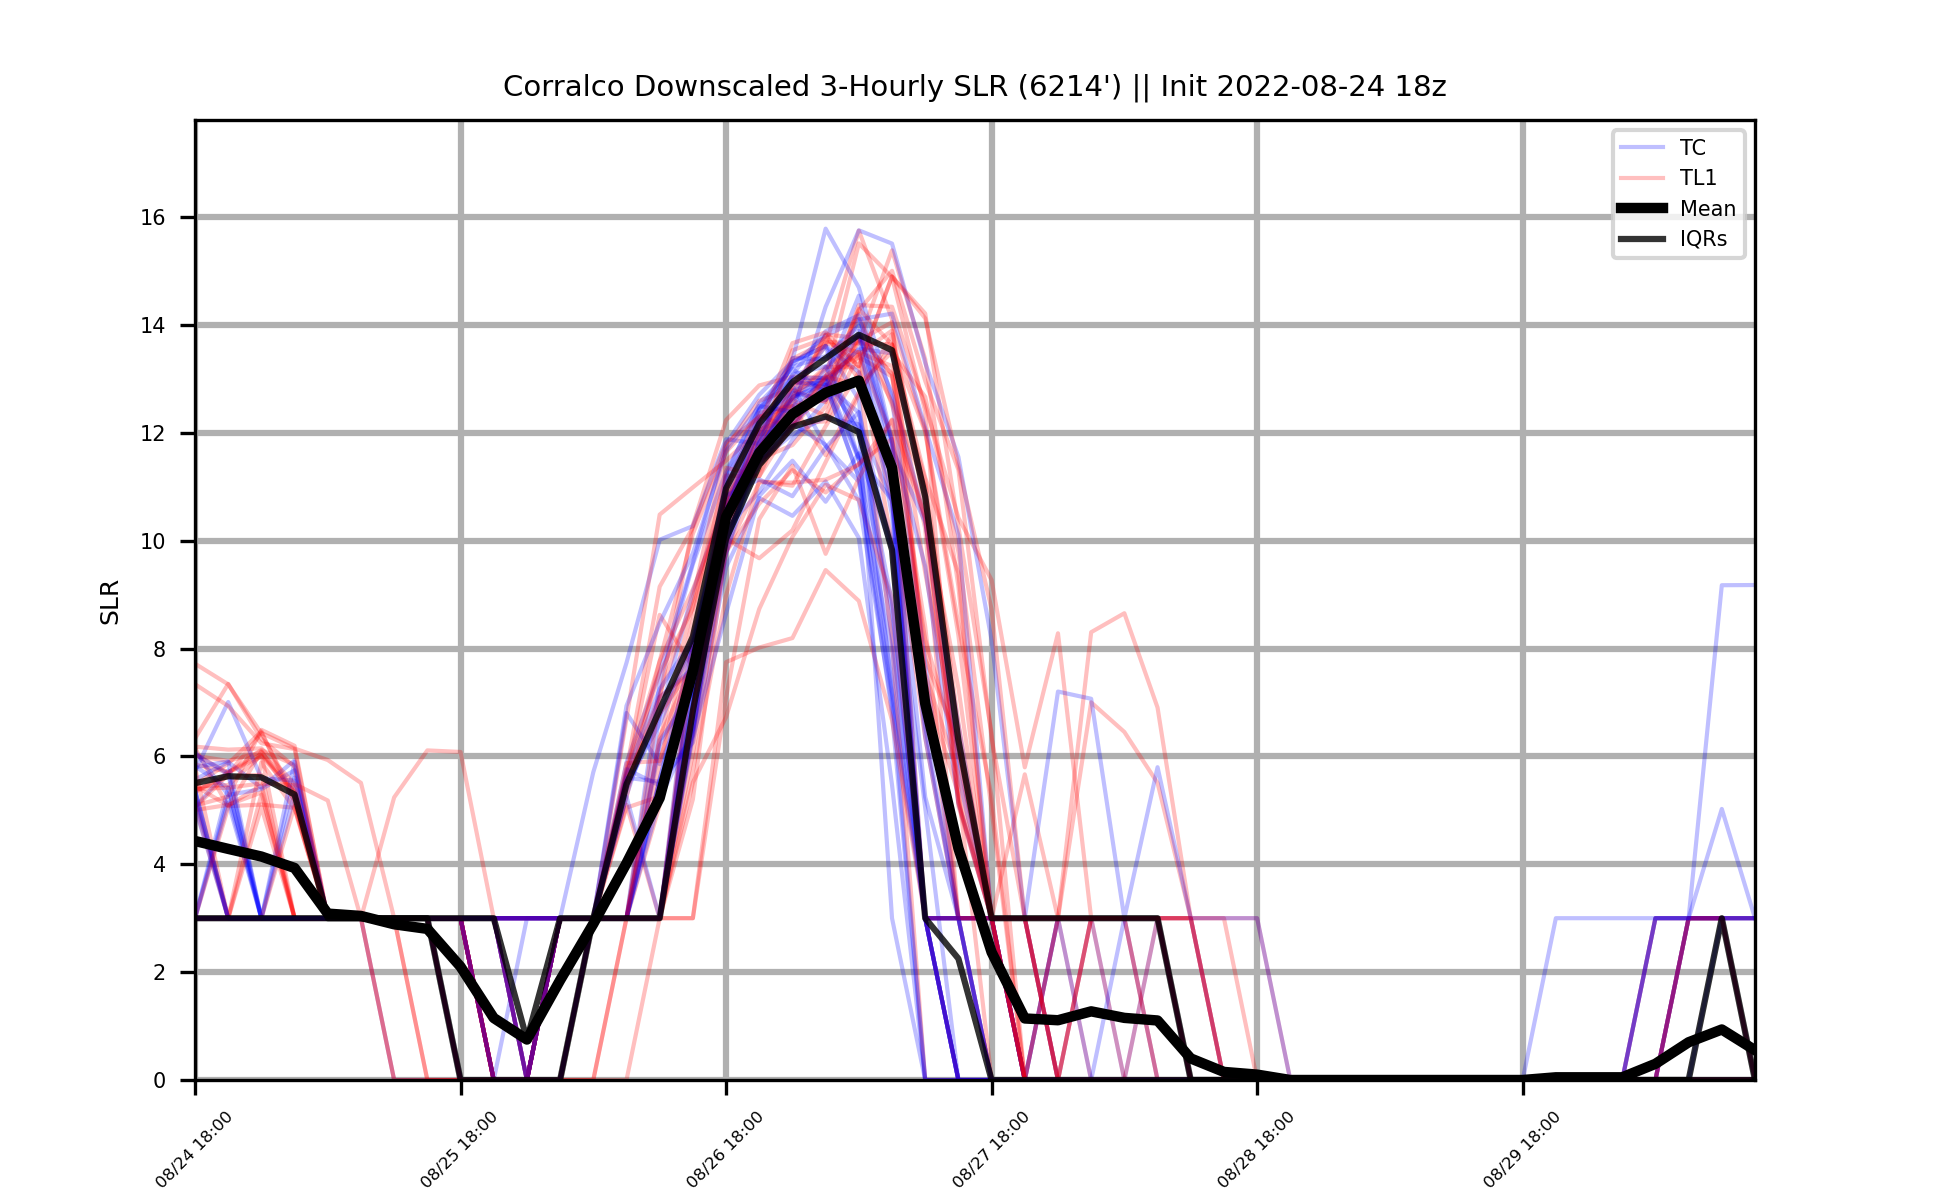 Corralco Downscaled 3-Hourly SLR (6214') || Init 2022-08-24 18z
TC
TL1
Mean
IQRs
SLR
16
14
12
10
8
6
4
2
0
08/24 18:00
08/25 18:00
08/26 18:00
08/27 18:00
08/28 18:00
08/29 18:00